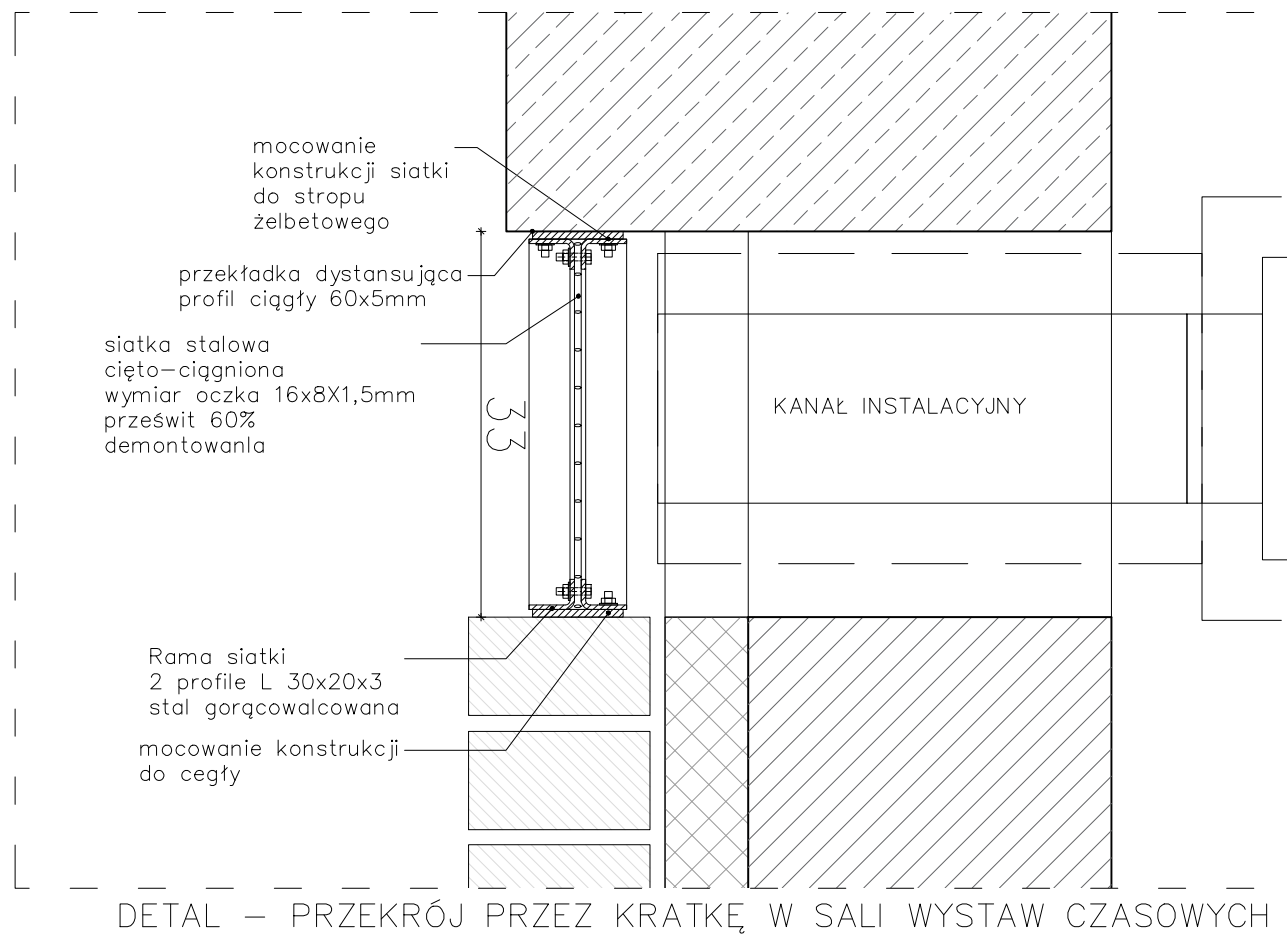 mocowanie
konstrukcji siatki
do stropu
żelbetowego
przekładka dystansująca
profil ciągły 60x5mm
siatka stalowa
cięto-ciągniona
wymiar oczka 16x8X1,5mm
prześwit 60%
demontowanla
33
KANAŁ INSTALACYJNY
Rama siatki
2 profile L 30x20x3
stal gorącowalcowana
mocowanie konstrukcji
do cegły
DETAL – PRZEKRÓJ PRZEZ KRATKĘ W SALI WYSTAW CZASOWYCH